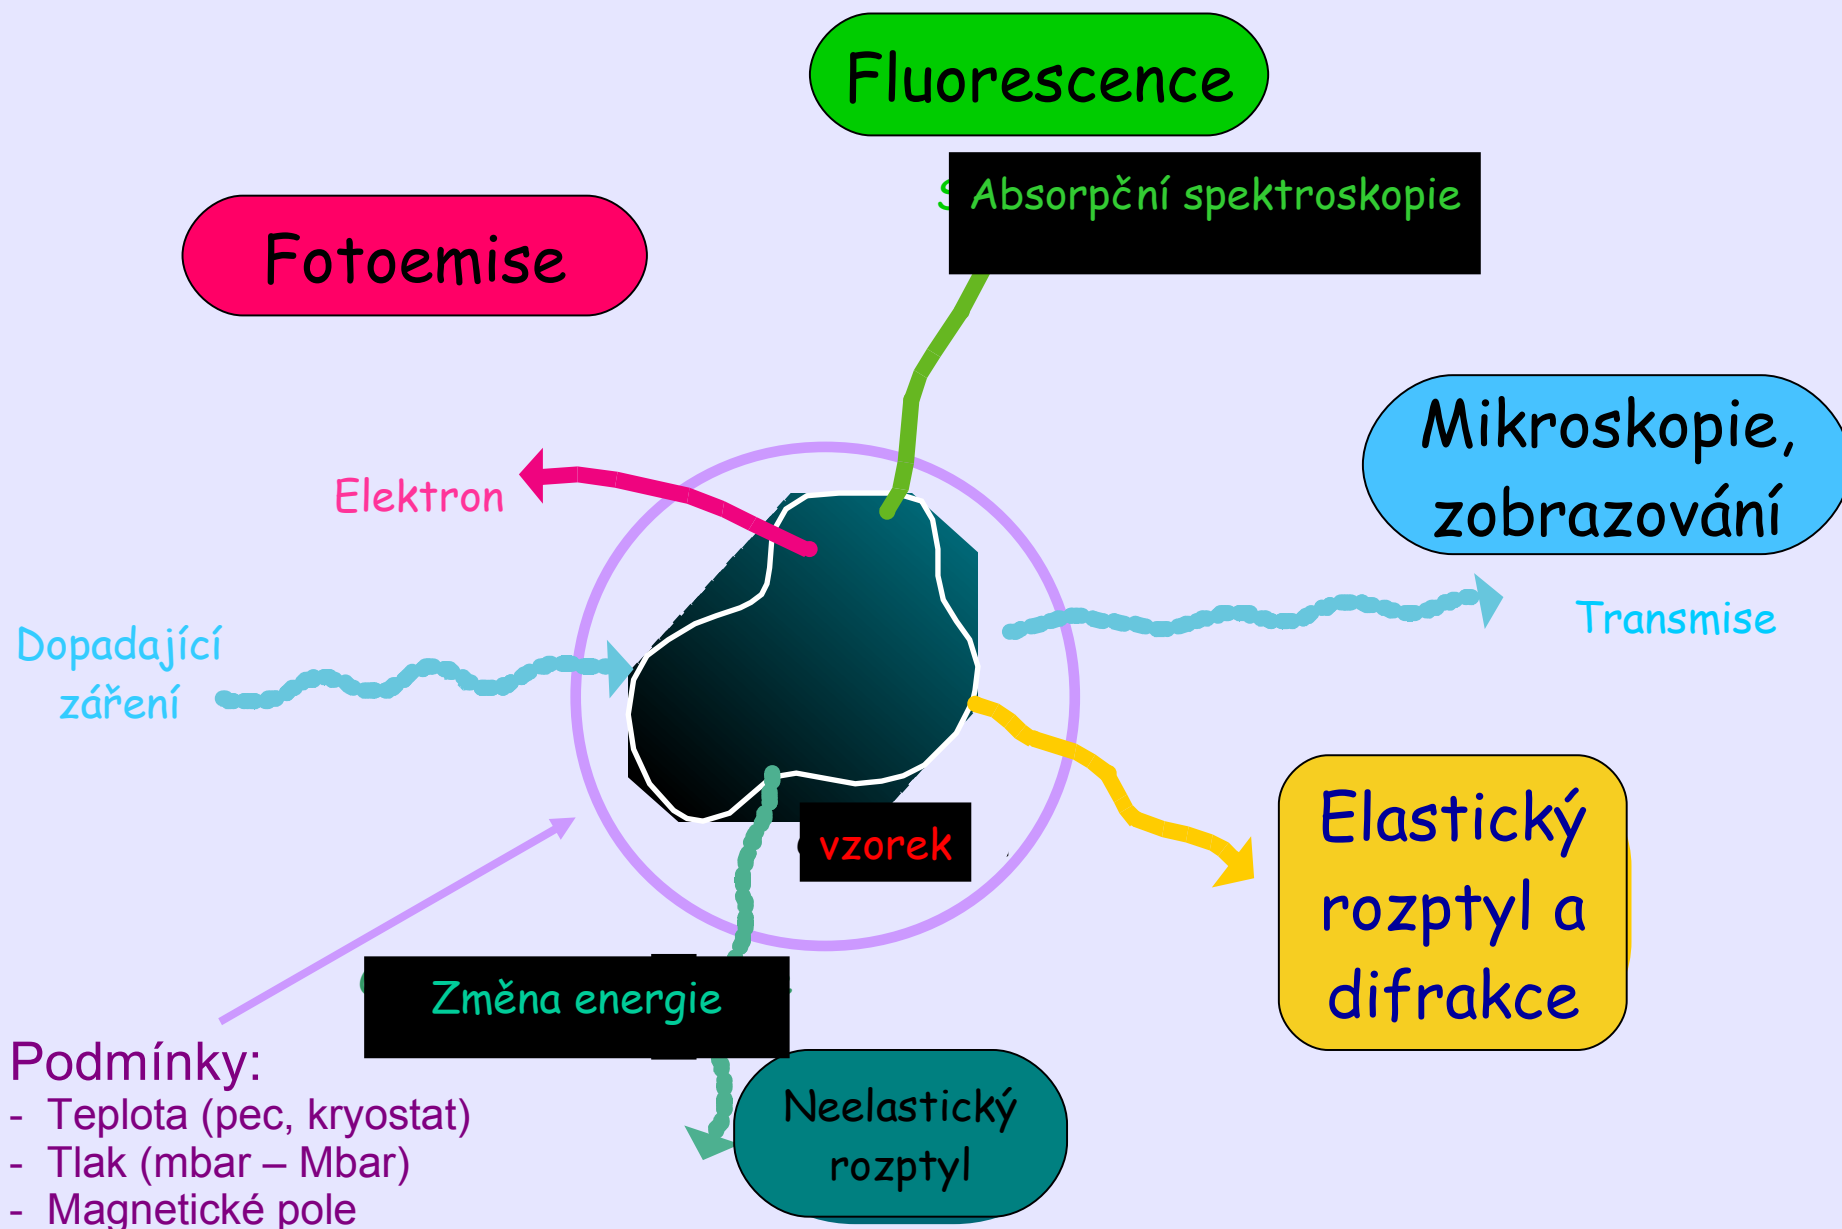 Fluorescence
Absorpční spektroskopie
Fotoemise
Mikroskopie,
zobrazování
Elektron
Transmise
Dopadající
záření
Elastický
rozptyl a
difrakce
vzorek
Změna energie
Neelastický
rozptyl
Podmínky:
- Teplota (pec, kryostat)
- Tlak (mbar – Mbar)
- Magnetické pole